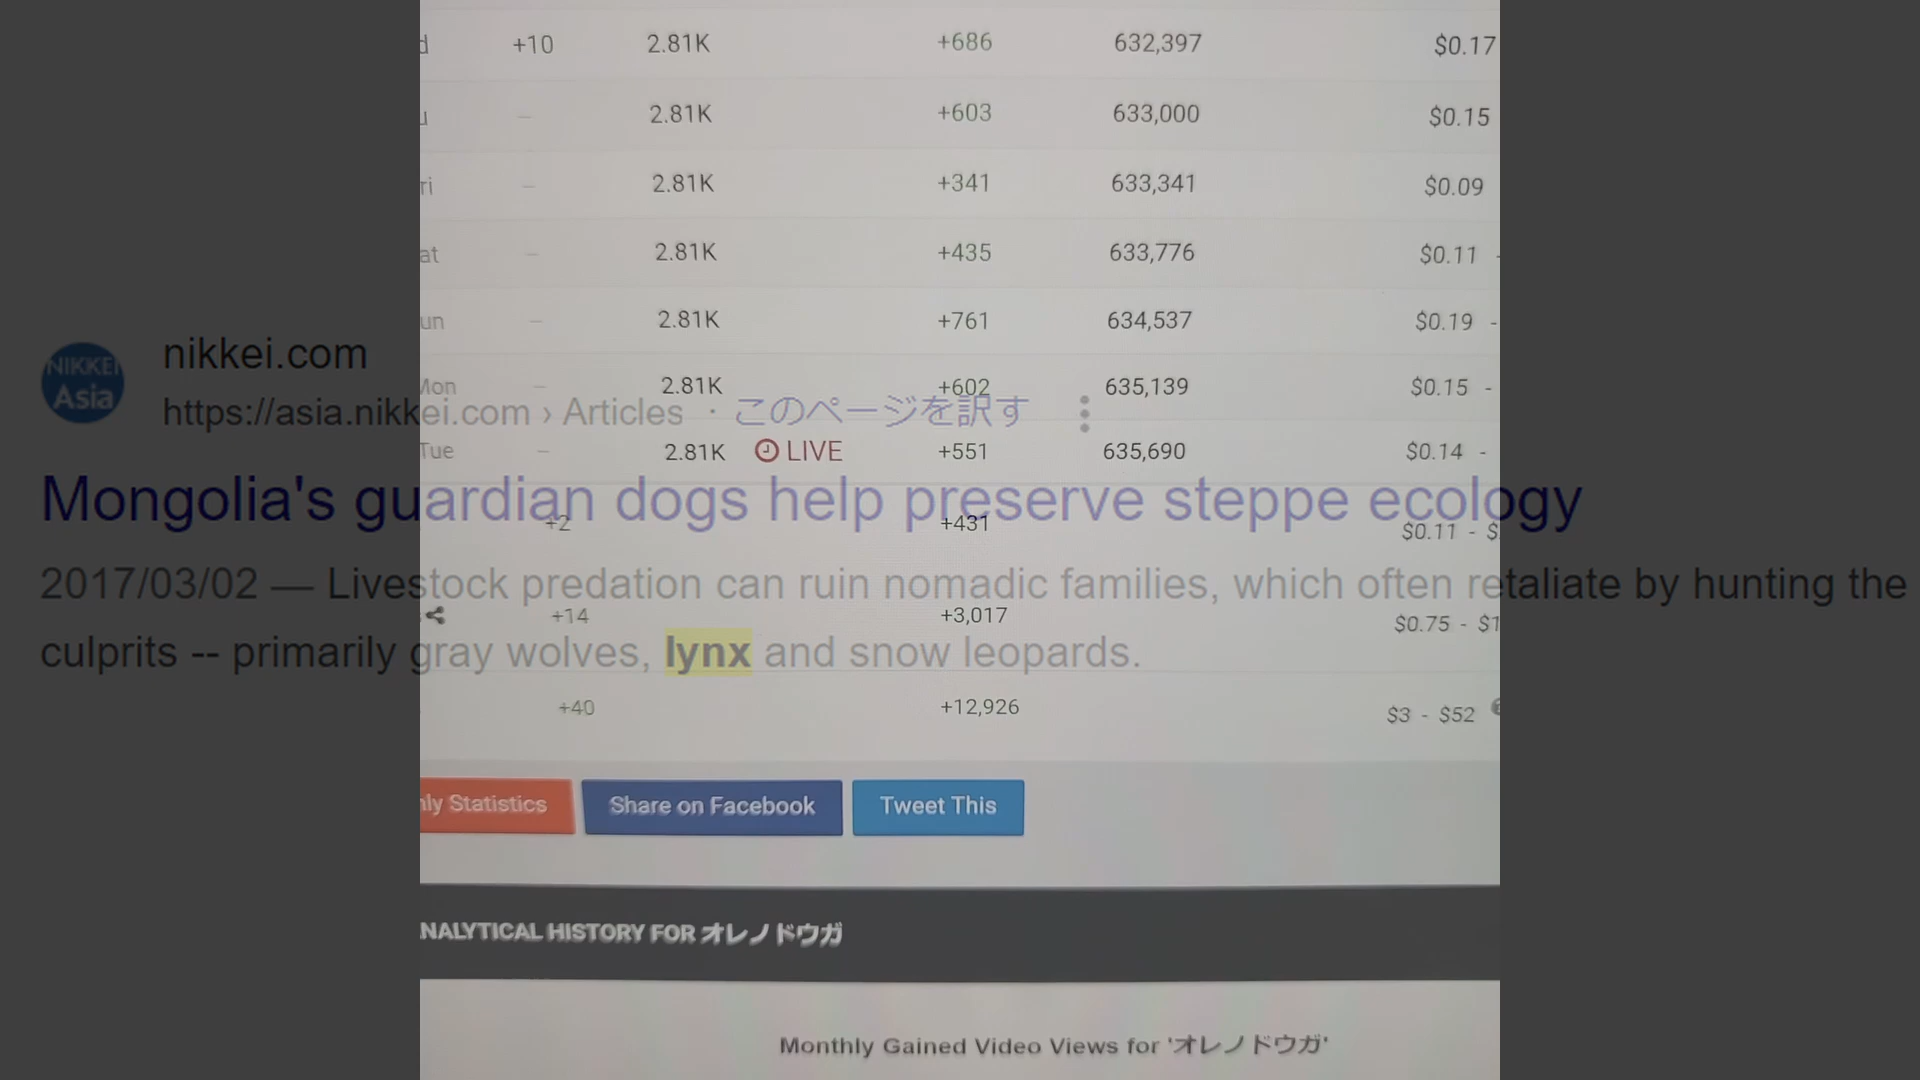 +10 2.81K +686 632,397 $0.17
– 2.81K +603 633,000 $0.15
ri – 2.81K +341 633,341 $0.09
at – 2.81K +435 633,776 $0.11 -
un – 2.81K +761 634,537 $0.19 -
nikkei.com
NIKKEI
Asia
Mon – 2.81K +602 635,139 $0.15 -
https://asia.nikkei.com › Articles · このページを訳す
Tue – 2.81K LIVE +551 635,690 $0.14 -
Mongolia's guardian dogs help preserve steppe ecology
+2 +431 $0.11 - $
2017/03/02 — Livestock predation can ruin nomadic families, which often retaliate by hunting the
+14 +3,017 $0.75 - $1
culprits -- primarily gray wolves, lynx and snow leopards.
+40 +12,926 $3 - $52
ly Statistics Share on Facebook Tweet This
NALYTICAL HISTORY FOR オレノドウガ
Monthly Gained Video Views for 'オレノドウガ'